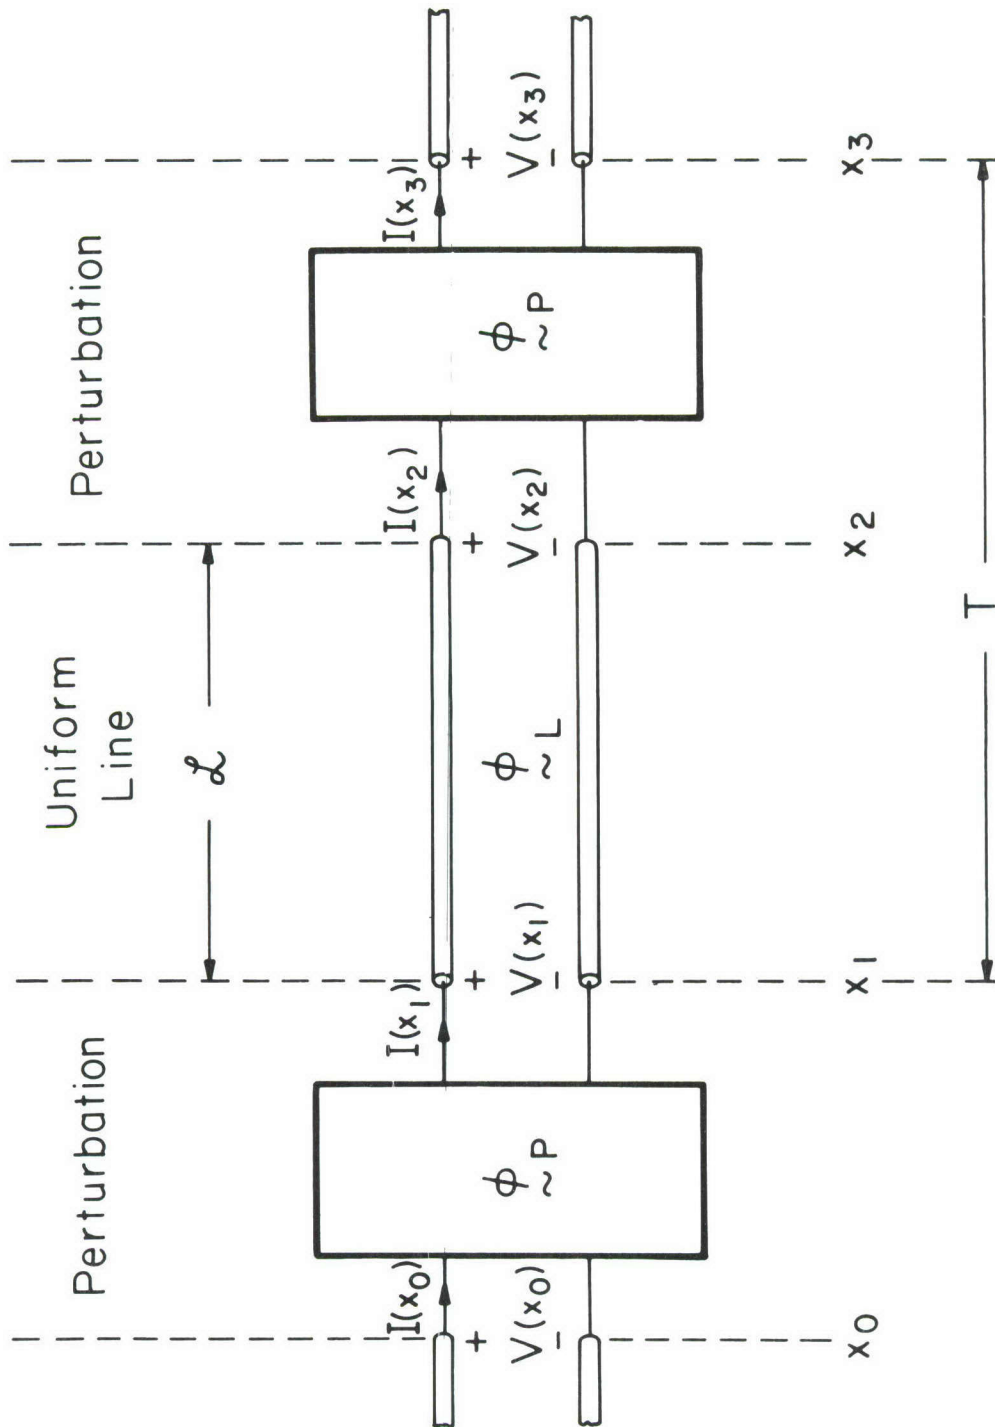 Perturbation
Uniform
Line
Perturbation
ℒ
I(x0)
I(x1)
I(x2)
I(x3)
+
+
+
+
V(x0)
V(x1)
V(x2)
V(x3)
-
-
-
-
ϕ̰P
ϕ̰L
ϕ̰P
x0
x1
x2
x3
T